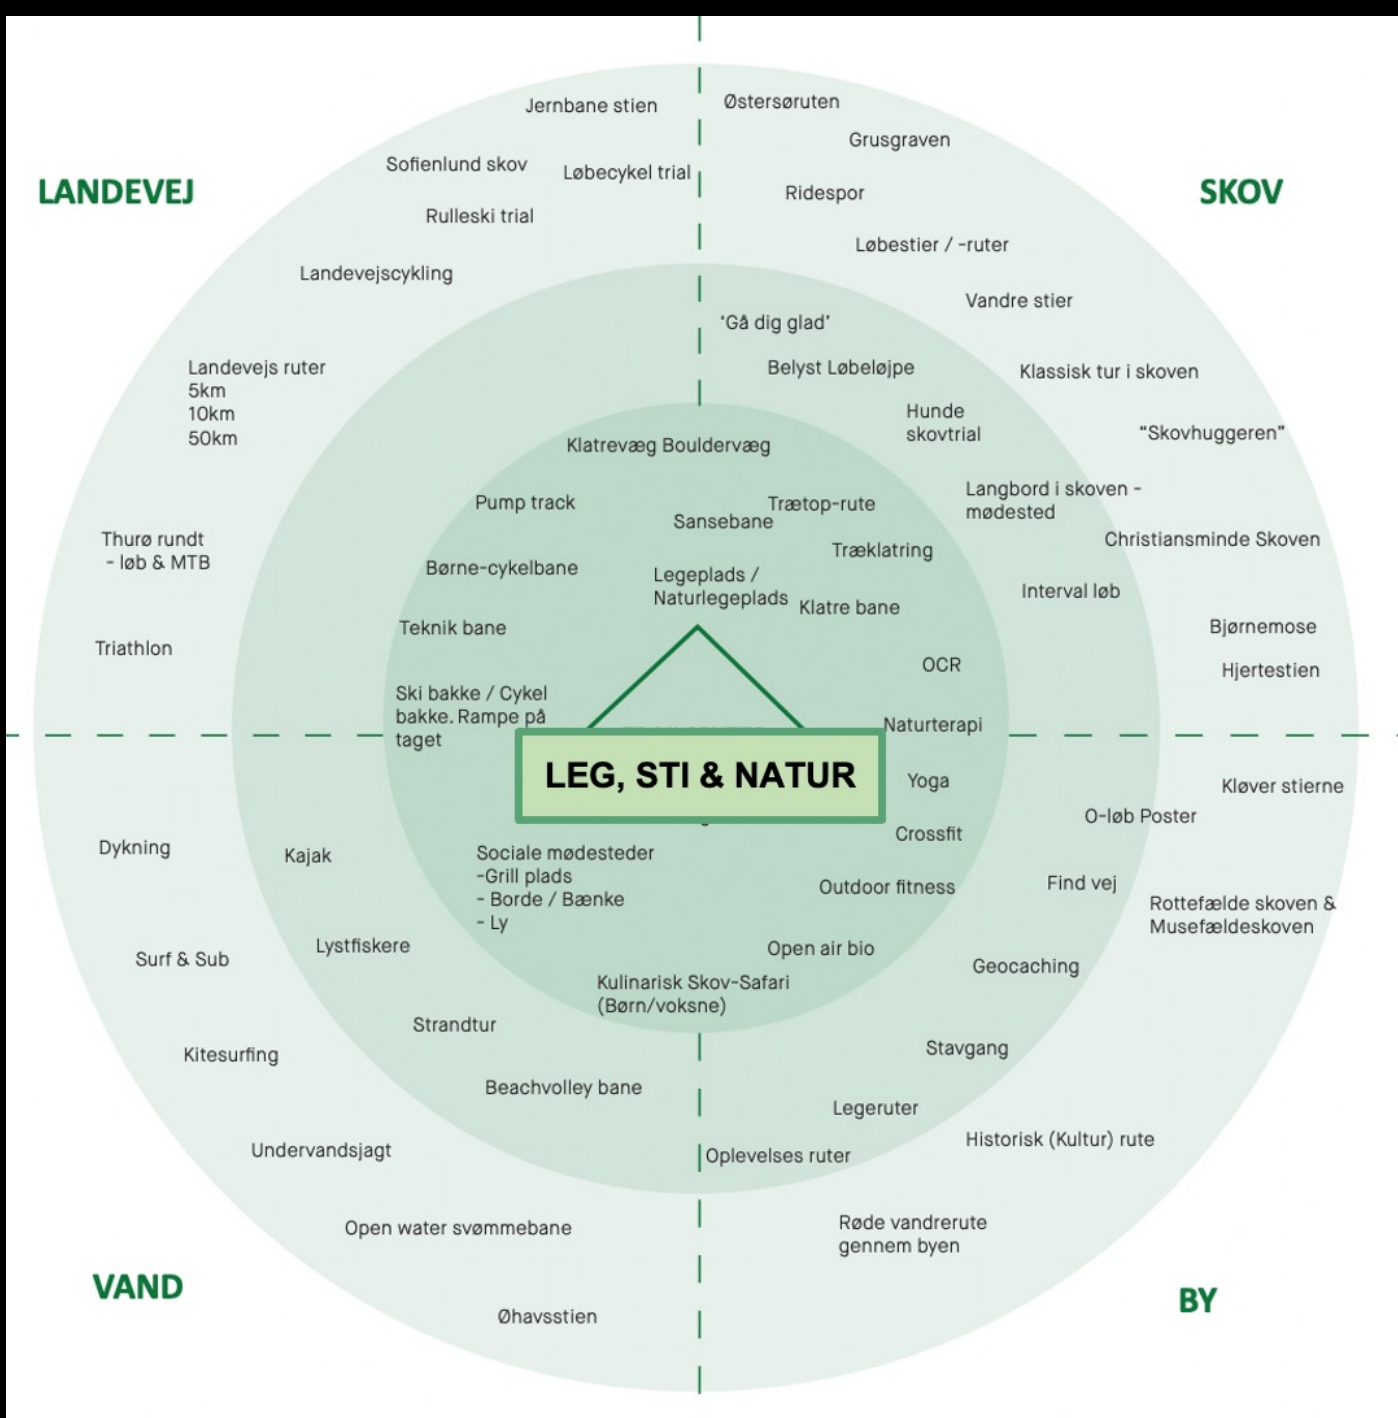 Jernbane stien
Østersøruten
Grusgraven
Sofienlund skov
Løbecykel trial
LANDEVEJ
SKOV
Ridespor
Rulleski trial
Løbestier / -ruter
Landevejscykling
Vandre stier
'Gå dig glad'
Landevejs ruter
5km
10km
50km
Belyst Løbeløjpe
Klassisk tur i skoven
Hunde
skovtrial
"Skovhuggeren"
Klatrevæg Bouldervæg
Pump track
Trætop-rute
Sansebane
Langbord i skoven -
mødested
Thurø rundt
- løb & MTB
Christiansminde Skoven
Træklatring
Børne-cykelbane
Legeplads /
Naturlegeplads
Klatre bane
Interval løb
Teknik bane
Bjørnemose
Triathlon
OCR
Hjertestien
Ski bakke / Cykel
bakke. Rampe på
taget
Naturterapi
LEG, STI & NATUR
Yoga
Kløver stierne
O-løb Poster
Crossfit
Dykning
Kajak
Sociale mødesteder
-Grill plads
- Borde / Bænke
- Ly
Outdoor fitness
Find vej
Rottefælde skoven &
Musefældeskoven
Lystfiskere
Open air bio
Surf & Sub
Geocaching
Kulinarisk Skov-Safari
(Børn/voksne)
Strandtur
Kitesurfing
Stavgang
Beachvolley bane
Legeruter
Historisk (Kultur) rute
Undervandsjagt
Oplevelses ruter
Open water svømmebane
Røde vandrerute
gennem byen
VAND
BY
Øhavsstien